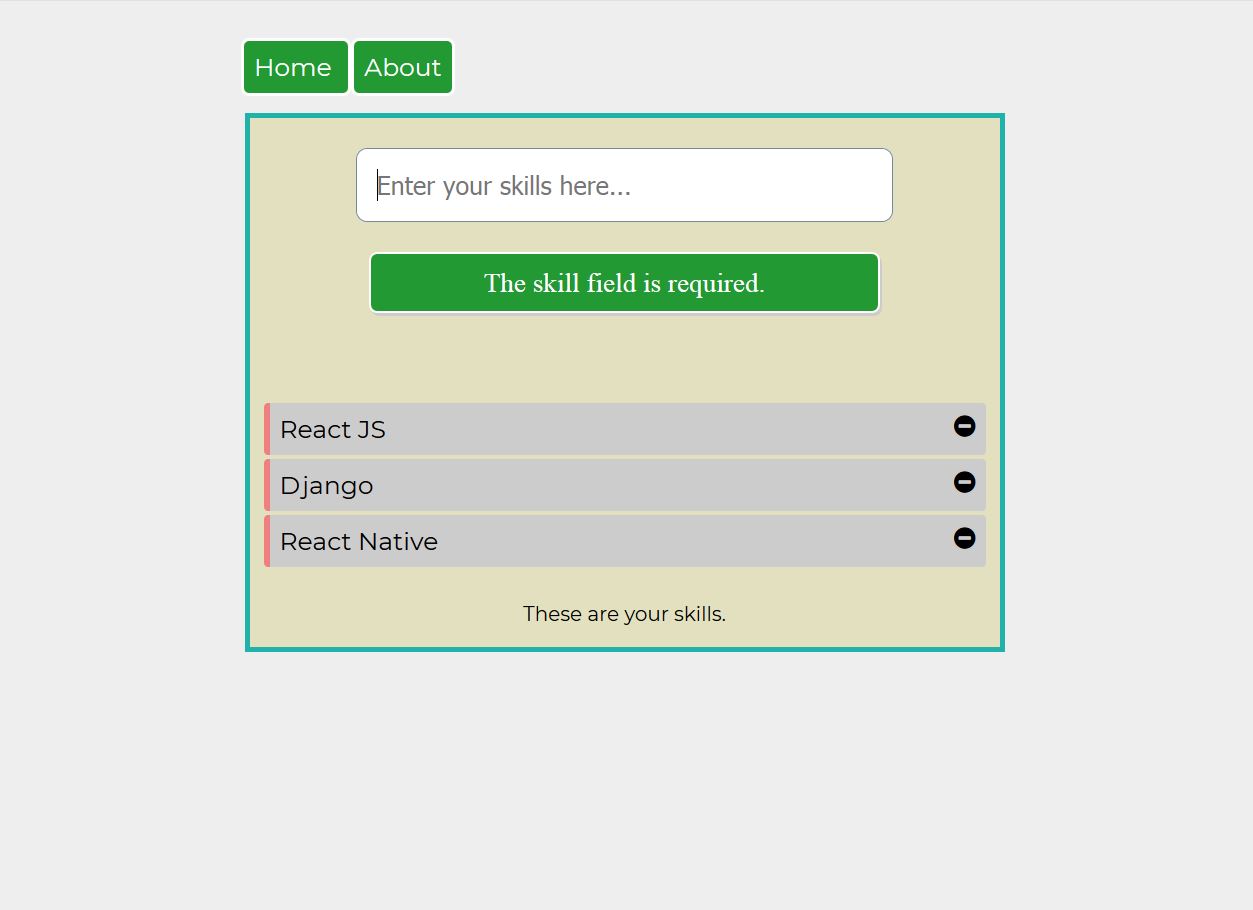 Home About
Enter your skills here...
The skill field is required.
React JS
Django
React Native
These are your skills.